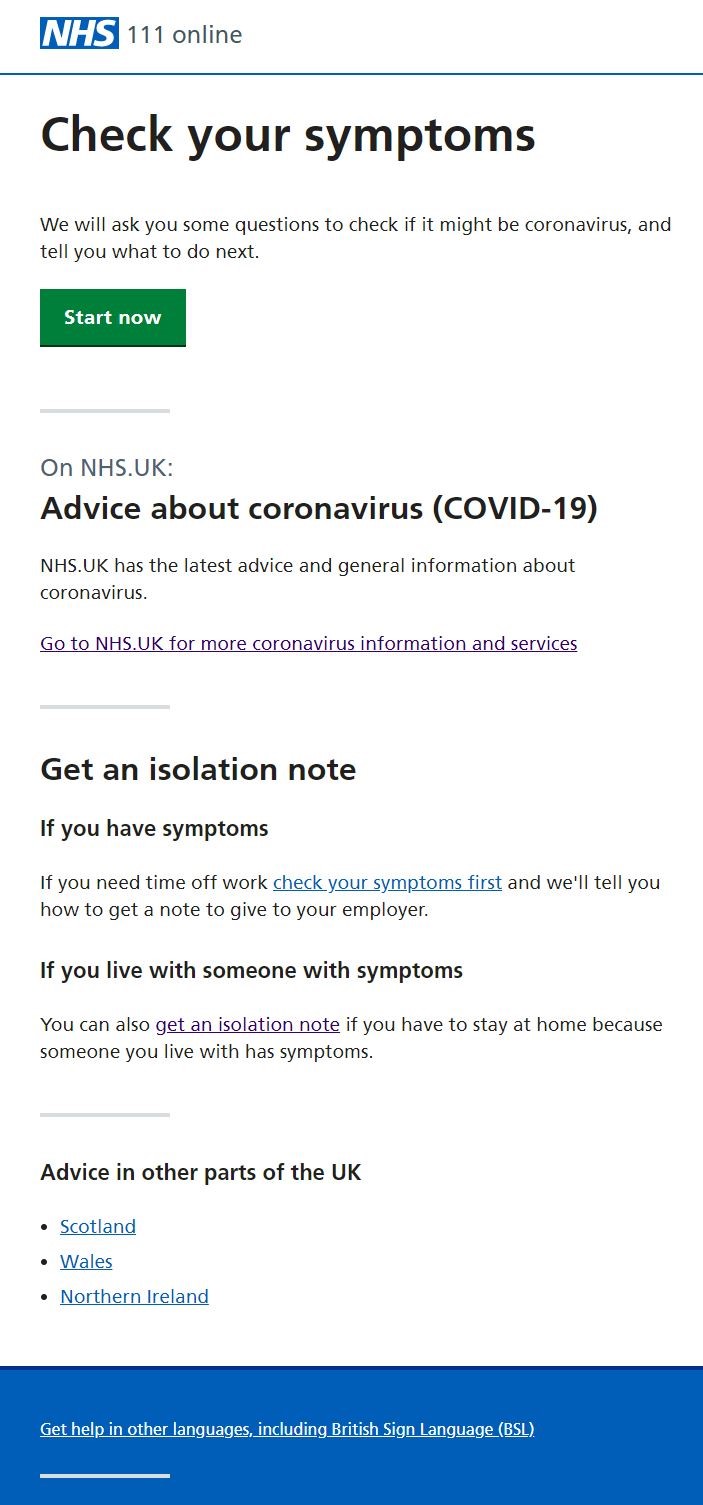 NHS 111 online
Check your symptoms
We will ask you some questions to check if it might be coronavirus, and
tell you what to do next.
Start now
On NHS.UK:
Advice about coronavirus (COVID-19)
NHS.UK has the latest advice and general information about
coronavirus.
Go to NHS.UK for more coronavirus information and services
Get an isolation note
If you have symptoms
If you need time off work check your symptoms first and we'll tell you
how to get a note to give to your employer.
If you live with someone with symptoms
You can also get an isolation note if you have to stay at home because
someone you live with has symptoms.
Advice in other parts of the UK
• Scotland
• Wales
• Northern Ireland
Get help in other languages, including British Sign Language (BSL)